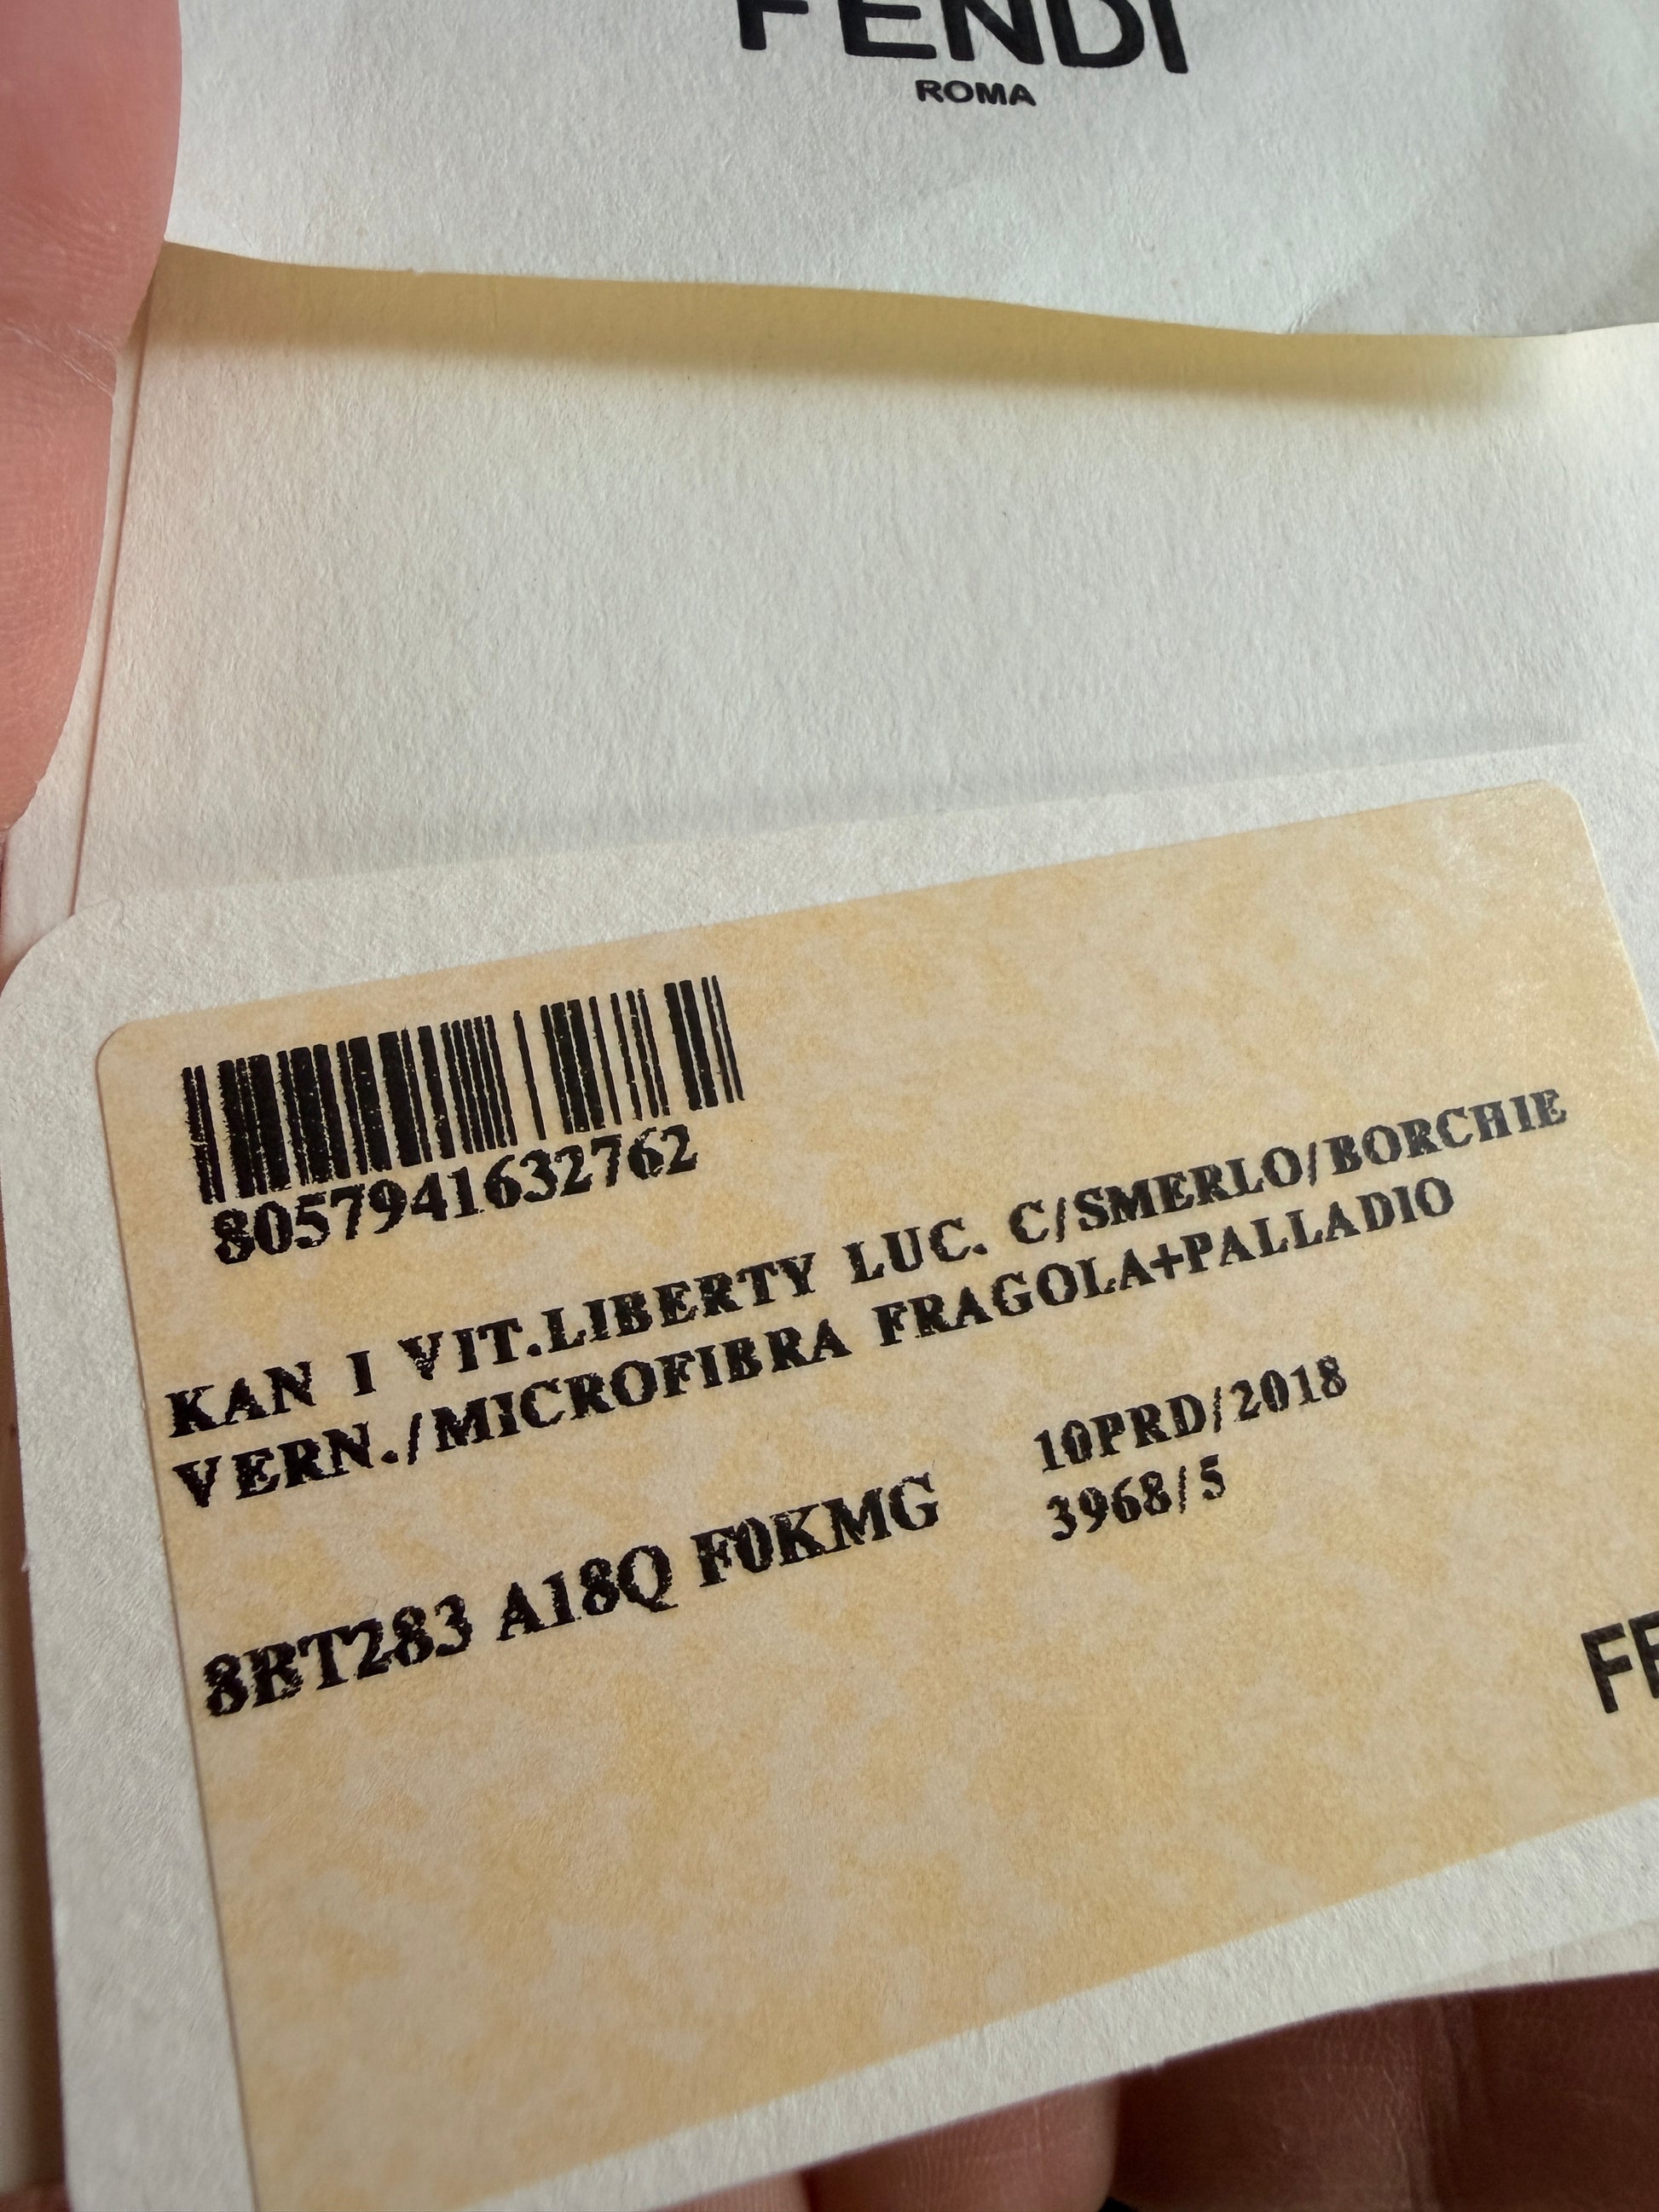 FENDI
ROMA
8057941632762
KAN I VIT.LIBERTY LUC. C/SMERLO/BORCHIE
VERN./MICROFIBRA FRAGOLA+PALLADIO
10PRD/2018
8BT283 A18Q F0KMG
3968/5